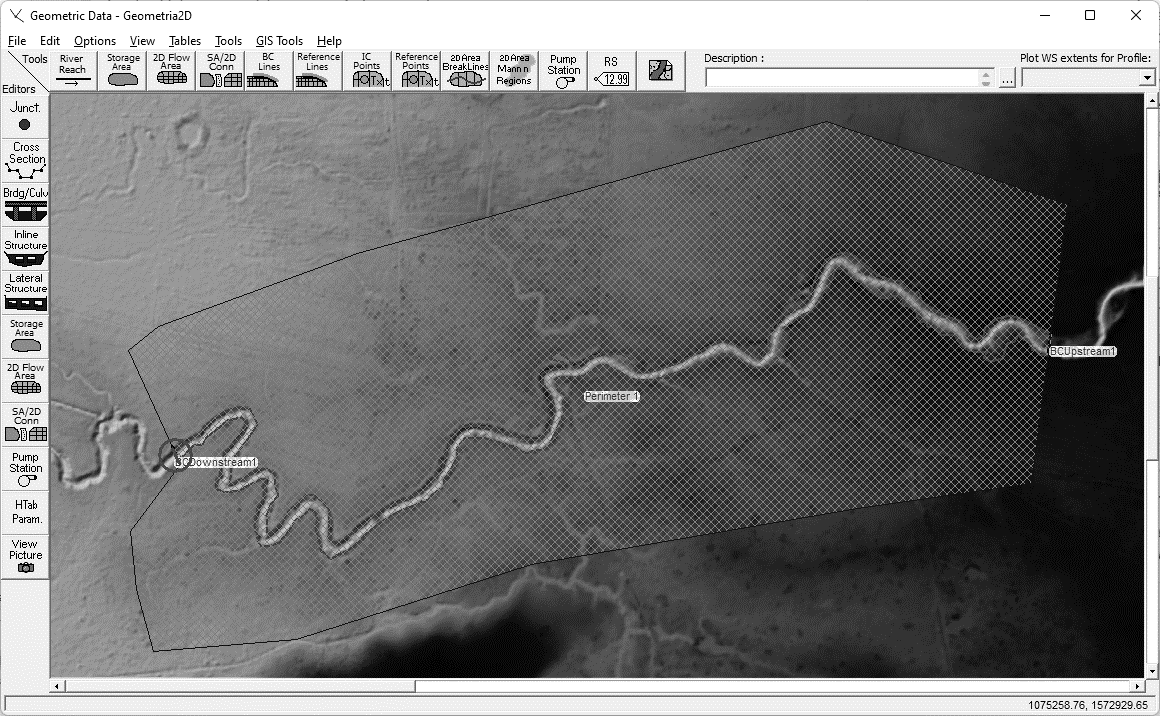 Geometric Data - Geometria2D
File Edit Options View Tables Tools GIS Tools Help
Tools
Editors
River
Reach
Storage
Area
2D Flow
Area
SA/2D
Conn
BC
Lines
Reference
Lines
IC
Points
Reference
Points
2D Area
BreakLines
2D Area
Mann n
Regions
Pump
Station
RS
12.99
Description :
...
Plot WS extents for Profile:
Junct.
Cross
Section
Brdg/Culv
Inline
Structure
Lateral
Structure
Storage
Area
2D Flow
Area
SA/2D
Conn
Pump
Station
HTab
Param.
View
Picture
BCUpstream1
Perimeter 1
BCDownstream1
1075258.76, 1572929.65